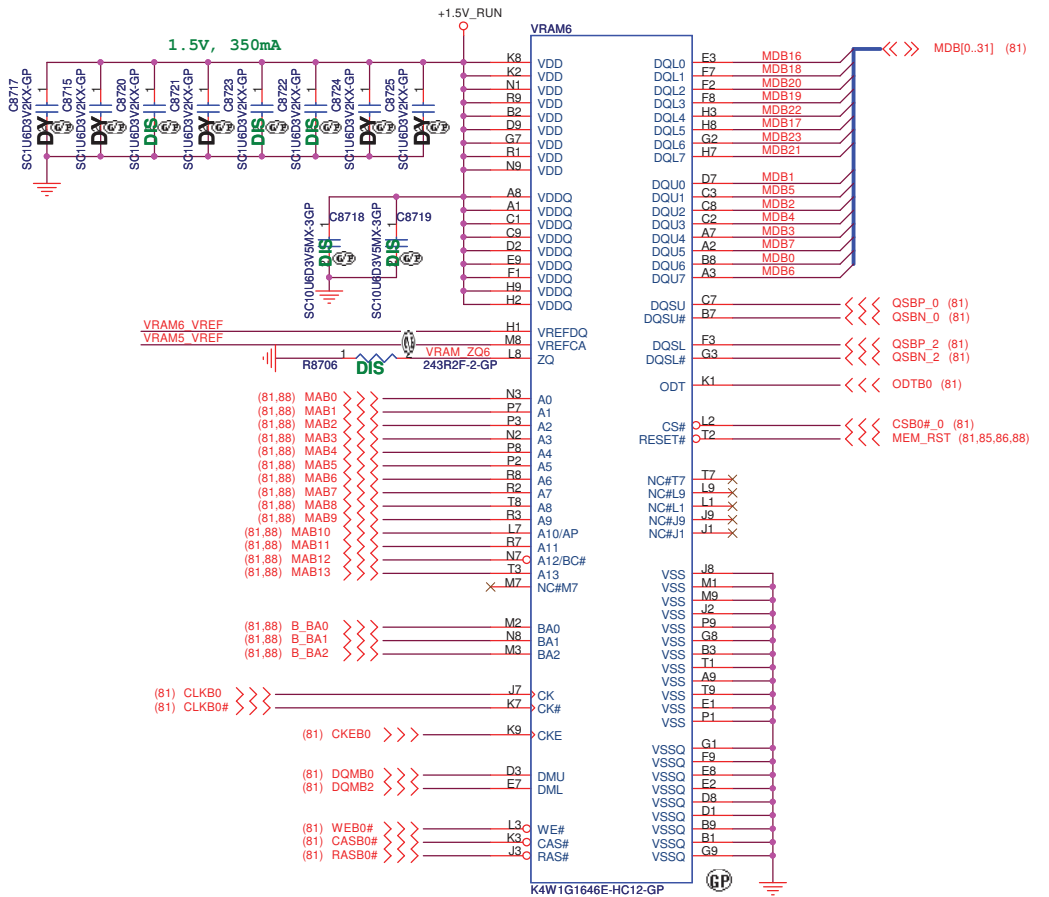 +1.5V_RUN
VRAM6
1.5V, 350mA
C8717
SC1U6D3V2KX-GP
1
DY
C8715
SC1U6D3V2KX-GP
1
DY
C8720
SC1U6D3V2KX-GP
1
DIS
C8721
SC1U6D3V2KX-GP
1
DY
C8723
SC1U6D3V2KX-GP
1
DIS
C8722
SC1U6D3V2KX-GP
1
DIS
C8724
SC1U6D3V2KX-GP
1
DY
C8725
SC1U6D3V2KX-GP
1
DY
C8718
SC10U6D3V5MX-3GP
1
DIS
C8719
SC10U6D3V5MX-3GP
1
DIS
K8 VDD
K2 VDD
N1 VDD
R9 VDD
B2 VDD
D9 VDD
G7 VDD
R1 VDD
N9 VDD
A8 VDDQ
A1 VDDQ
C1 VDDQ
C9 VDDQ
D2 VDDQ
E9 VDDQ
F1 VDDQ
H9 VDDQ
H2 VDDQ
VRAM6_VREF H1 VREFDQ
VRAM5_VREF M8 VREFCA
VRAM_ZQ6 L8 ZQ
R8706 1 2 243R2F-2-GP
DIS
(81,88) MAB0 N3 A0
(81,88) MAB1 P7 A1
(81,88) MAB2 P3 A2
(81,88) MAB3 N2 A3
(81,88) MAB4 P8 A4
(81,88) MAB5 P2 A5
(81,88) MAB6 R8 A6
(81,88) MAB7 R2 A7
(81,88) MAB8 T8 A8
(81,88) MAB9 R3 A9
(81,88) MAB10 L7 A10/AP
(81,88) MAB11 R7 A11
(81,88) MAB12 N7 A12/BC#
(81,88) MAB13 T3 A13
M7 NC#M7
(81,88) B_BA0 M2 BA0
(81,88) B_BA1 N8 BA1
(81,88) B_BA2 M3 BA2
(81) CLKB0 J7 CK
(81) CLKB0# K7 CK#
(81) CKEB0 K9 CKE
(81) DQMB0 D3 DMU
(81) DQMB2 E7 DML
(81) WEB0# L3 WE#
(81) CASB0# K3 CAS#
(81) RASB0# J3 RAS#
MDB[0..31] (81)
DQL0 E3 MDB16
DQL1 F7 MDB18
DQL2 F2 MDB20
DQL3 F8 MDB19
DQL4 H3 MDB22
DQL5 H8 MDB17
DQL6 G2 MDB23
DQL7 H7 MDB21
DQU0 D7 MDB1
DQU1 C3 MDB5
DQU2 C8 MDB2
DQU3 C2 MDB4
DQU4 A7 MDB3
DQU5 A2 MDB7
DQU6 B8 MDB0
DQU7 A3 MDB6
DQSU C7 QSBP_0 (81)
DQSU# B7 QSBN_0 (81)
DQSL F3 QSBP_2 (81)
DQSL# G3 QSBN_2 (81)
ODT K1 ODTB0 (81)
CS# L2 CSB0#_0 (81)
RESET# T2 MEM_RST (81,85,86,88)
NC#T7 T7
NC#L9 L9
NC#L1 L1
NC#J9 J9
NC#J1 J1
VSS J8
VSS M1
VSS M9
VSS J2
VSS P9
VSS G8
VSS B3
VSS T1
VSS A9
VSS T9
VSS E1
VSS P1
VSSQ G1
VSSQ F9
VSSQ E8
VSSQ E2
VSSQ D8
VSSQ D1
VSSQ B9
VSSQ B1
VSSQ G9
K4W1G1646E-HC12-GP
GP